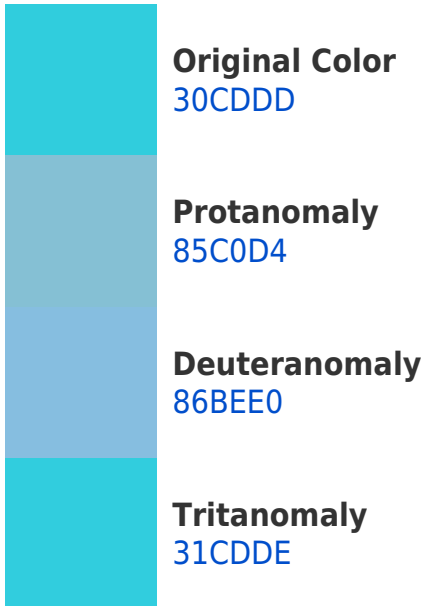 Original Color
30CDDD
Protanomaly
85C0D4
Deuteranomaly
86BEE0
Tritanomaly
31CDDE